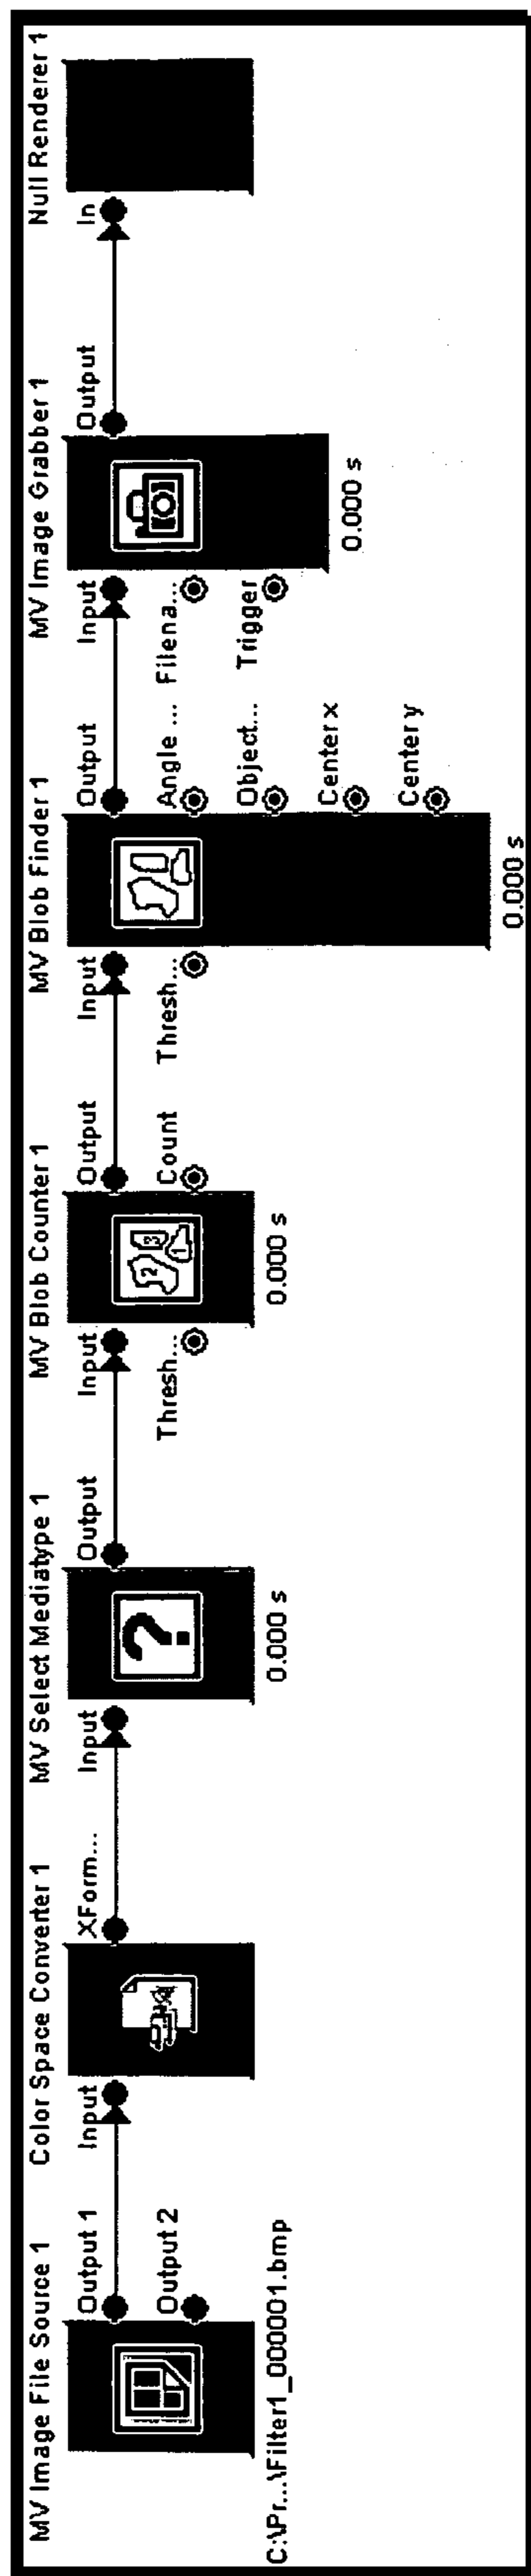 MV Image File Source 1
Output 1
Output 2
C:\Pr...\Filter1_000001.bmp
Color Space Converter 1
Input
XForm...
MV Select Mediatype 1
Input
Output
?
0.000 s
MV Blob Counter 1
Input
Thresh...
Output
Count
2
3
1
0.000 s
MV Blob Finder 1
Input
Thresh...
Output
Angle ...
Object...
Center x
Center y
0.000 s
MV Image Grabber 1
Input
Filena...
Trigger
Output
0.000 s
Null Renderer 1
In